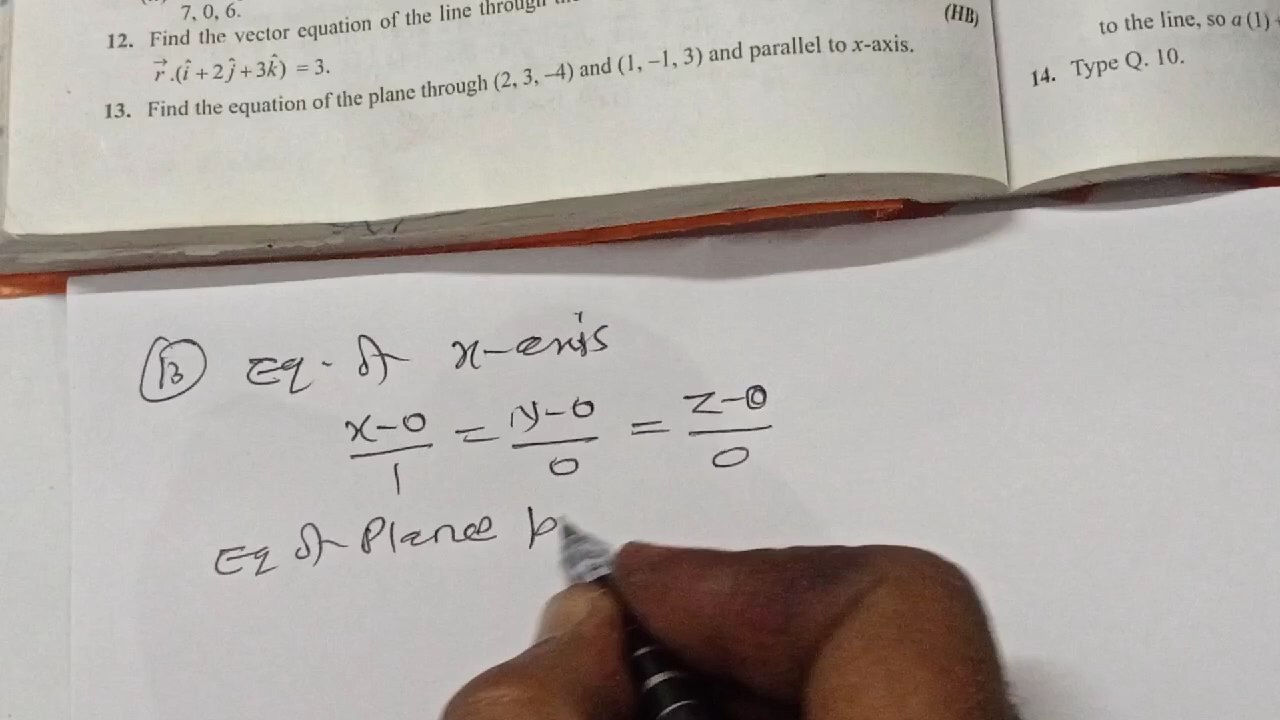 7, 0, 6.
12. Find the vector equation of the line through
(HB)
r⃗.(î + 2ĵ + 3k̂) = 3.
13. Find the equation of the plane through (2, 3, –4) and (1, –1, 3) and parallel to x-axis.
to the line, so a (1)
14. Type Q. 10.
13 Eq. of x-axis
x-0/1 = y-0/0 = z-0/0
Eq of Plane